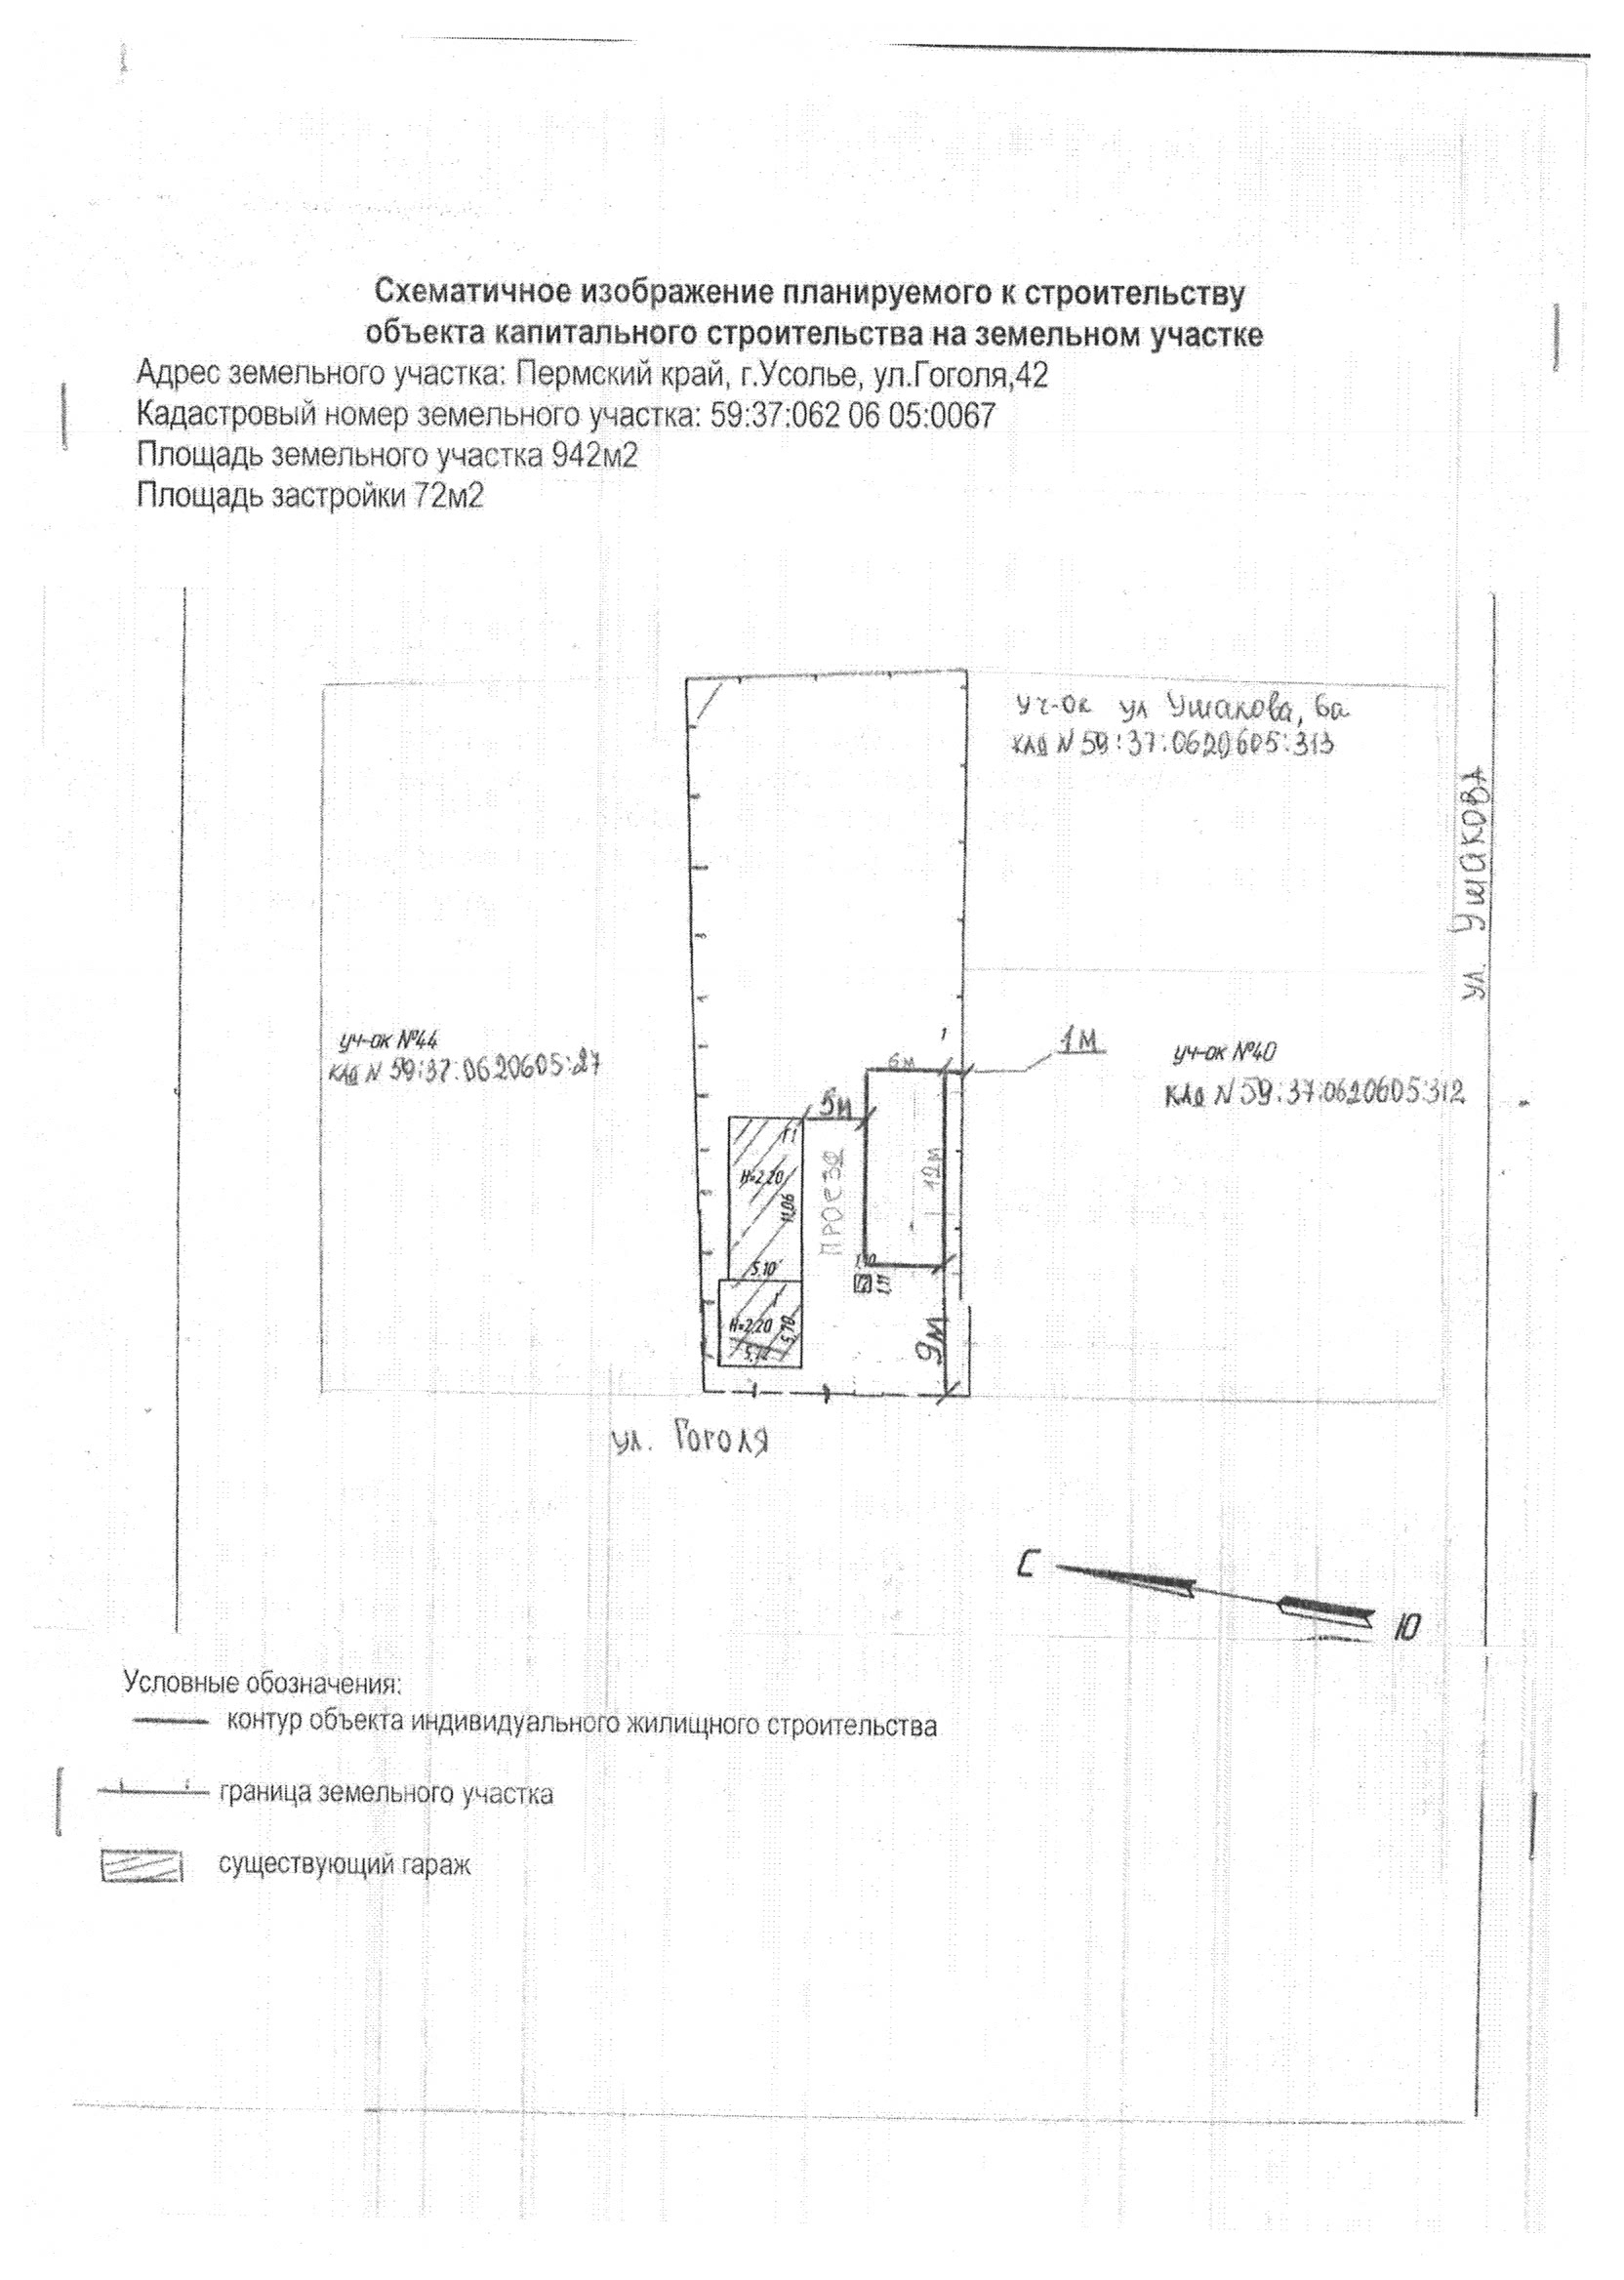 Схематичное изображение планируемого к строительству
объекта капитального строительства на земельном участке
Адрес земельного участка: Пермский край, г.Усолье, ул.Гоголя,42
Кадастровый номер земельного участка: 59:37:062 06 05:0067
Площадь земельного участка 942м2
Площадь застройки 72м2
уч-ок ул Ушакова, 6а
кад N 59:37:0620605:313
ул. Ушакова
уч-ок №44
кад N 59:37:0620605:27
1
1м
уч-ок №40
кад N 59:37:0620605:312
6м
5м
Г1
H=2,20
11,06
проезд
12м
5,10
1,11
Г
H=2,20
5,70
9м
ул. Гоголя
С
Ю
Условные обозначения:
контур объекта индивидуального жилищного строительства
граница земельного участка
существующий гараж